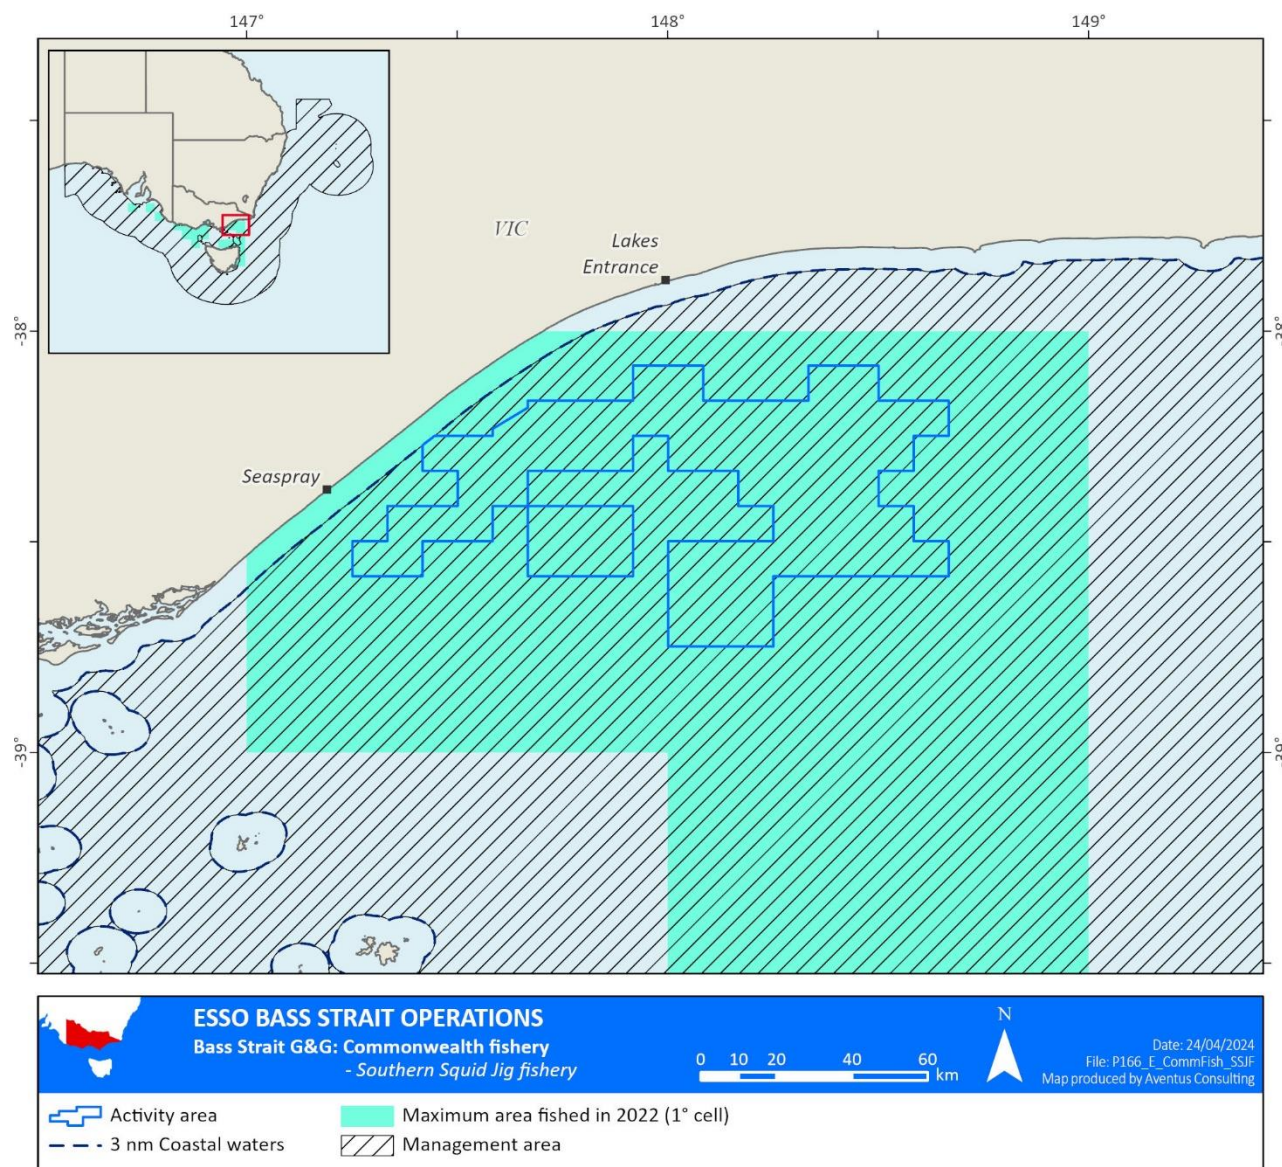 147°
148°
149°
VIC
Lakes
Entrance
-38°
-38°
Seaspray
-39°
-39°
ESSO BASS STRAIT OPERATIONS
Bass Strait G&G: Commonwealth fishery
- Southern Squid Jig fishery
0 10 20 40 60
km
N
Date: 24/04/2024
File: P166_E_CommFish_SSJF
Map produced by Aventus Consulting
Activity area
Maximum area fished in 2022 (1° cell)
3 nm Coastal waters
Management area